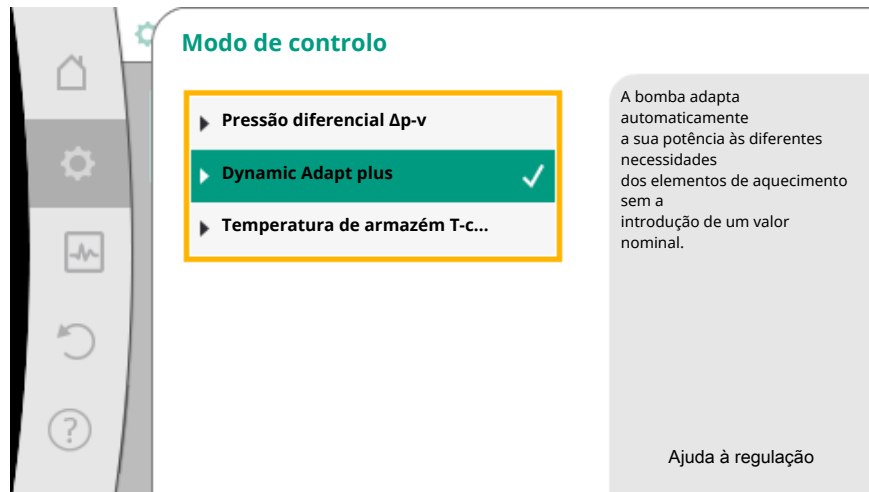 Modo de controlo
Pressão diferencial Δp-v
Dynamic Adapt plus
Temperatura de armazém T-c...
A bomba adapta
automaticamente
a sua potência às diferentes
necessidades
dos elementos de aquecimento
sem a
introdução de um valor
nominal.
Ajuda à regulação
?